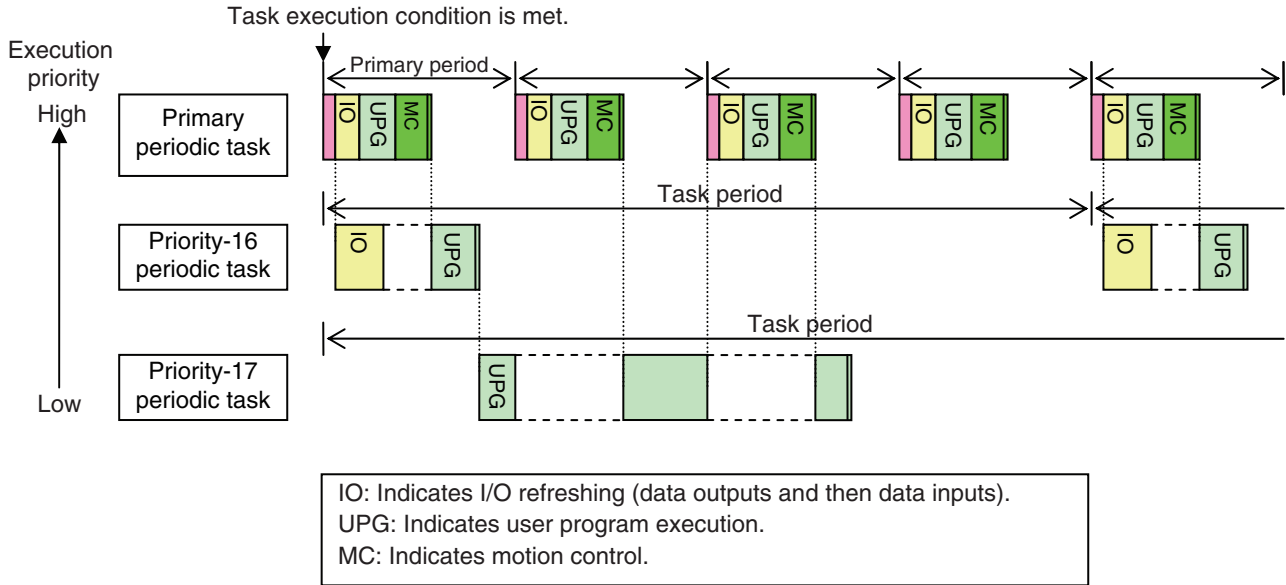 Task execution condition is met.
Execution
priority
High
Primary period
Primary
periodic task
IO
UPG
MC
IO
UPG
MC
IO
UPG
MC
IO
UPG
MC
IO
UPG
MC
Task period
Priority-16
periodic task
IO
UPG
IO
UPG
Task period
Priority-17
periodic task
UPG
Low
IO: Indicates I/O refreshing (data outputs and then data inputs).
UPG: Indicates user program execution.
MC: Indicates motion control.